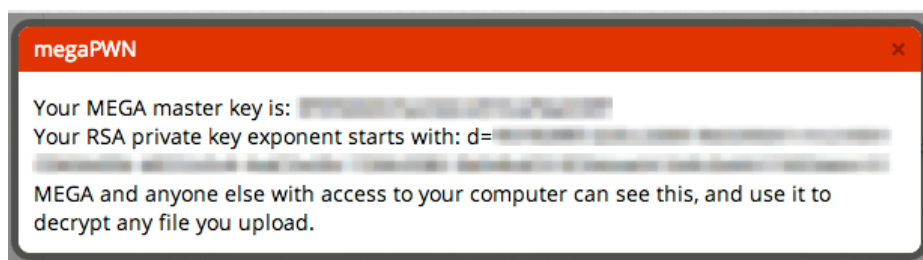 megaPWN
Your MEGA master key is:
Your RSA private key exponent starts with: d=
MEGA and anyone else with access to your computer can see this, and use it to
decrypt any file you upload.